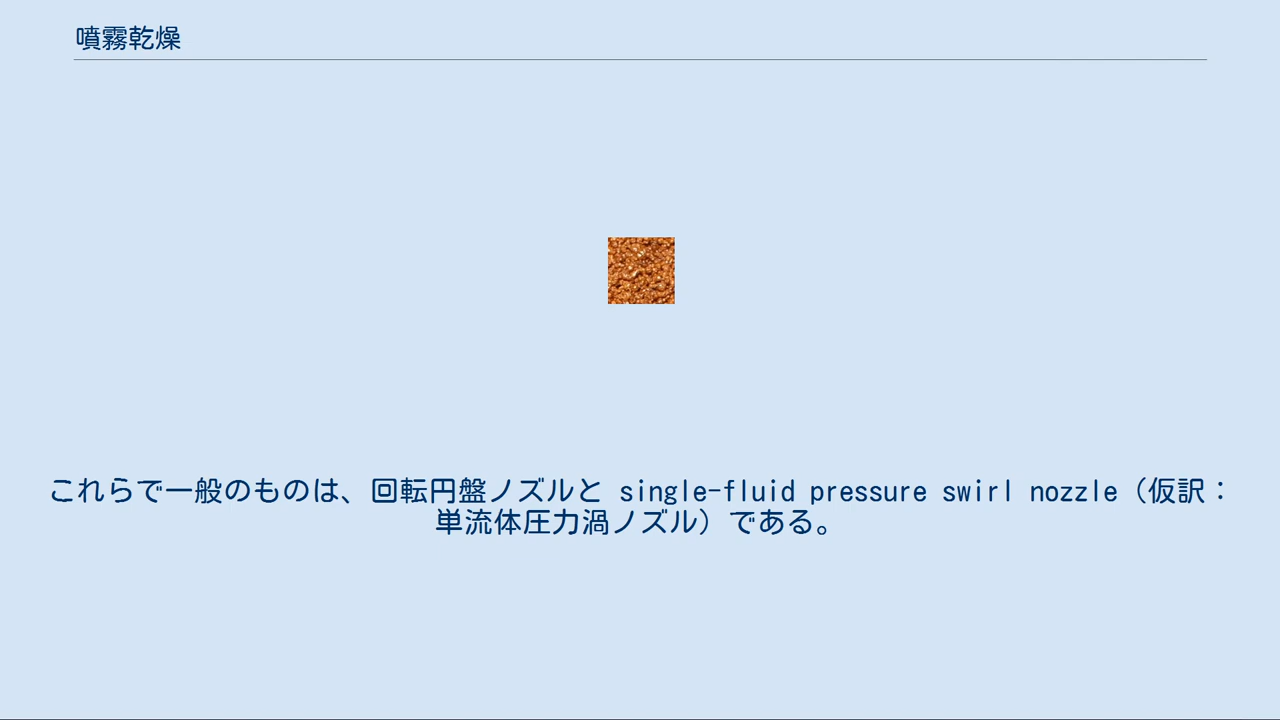 噴霧乾燥
これらで一般のものは、回転円盤ノズルと single-fluid pressure swirl nozzle（仮訳：
単流体圧力渦ノズル）である。